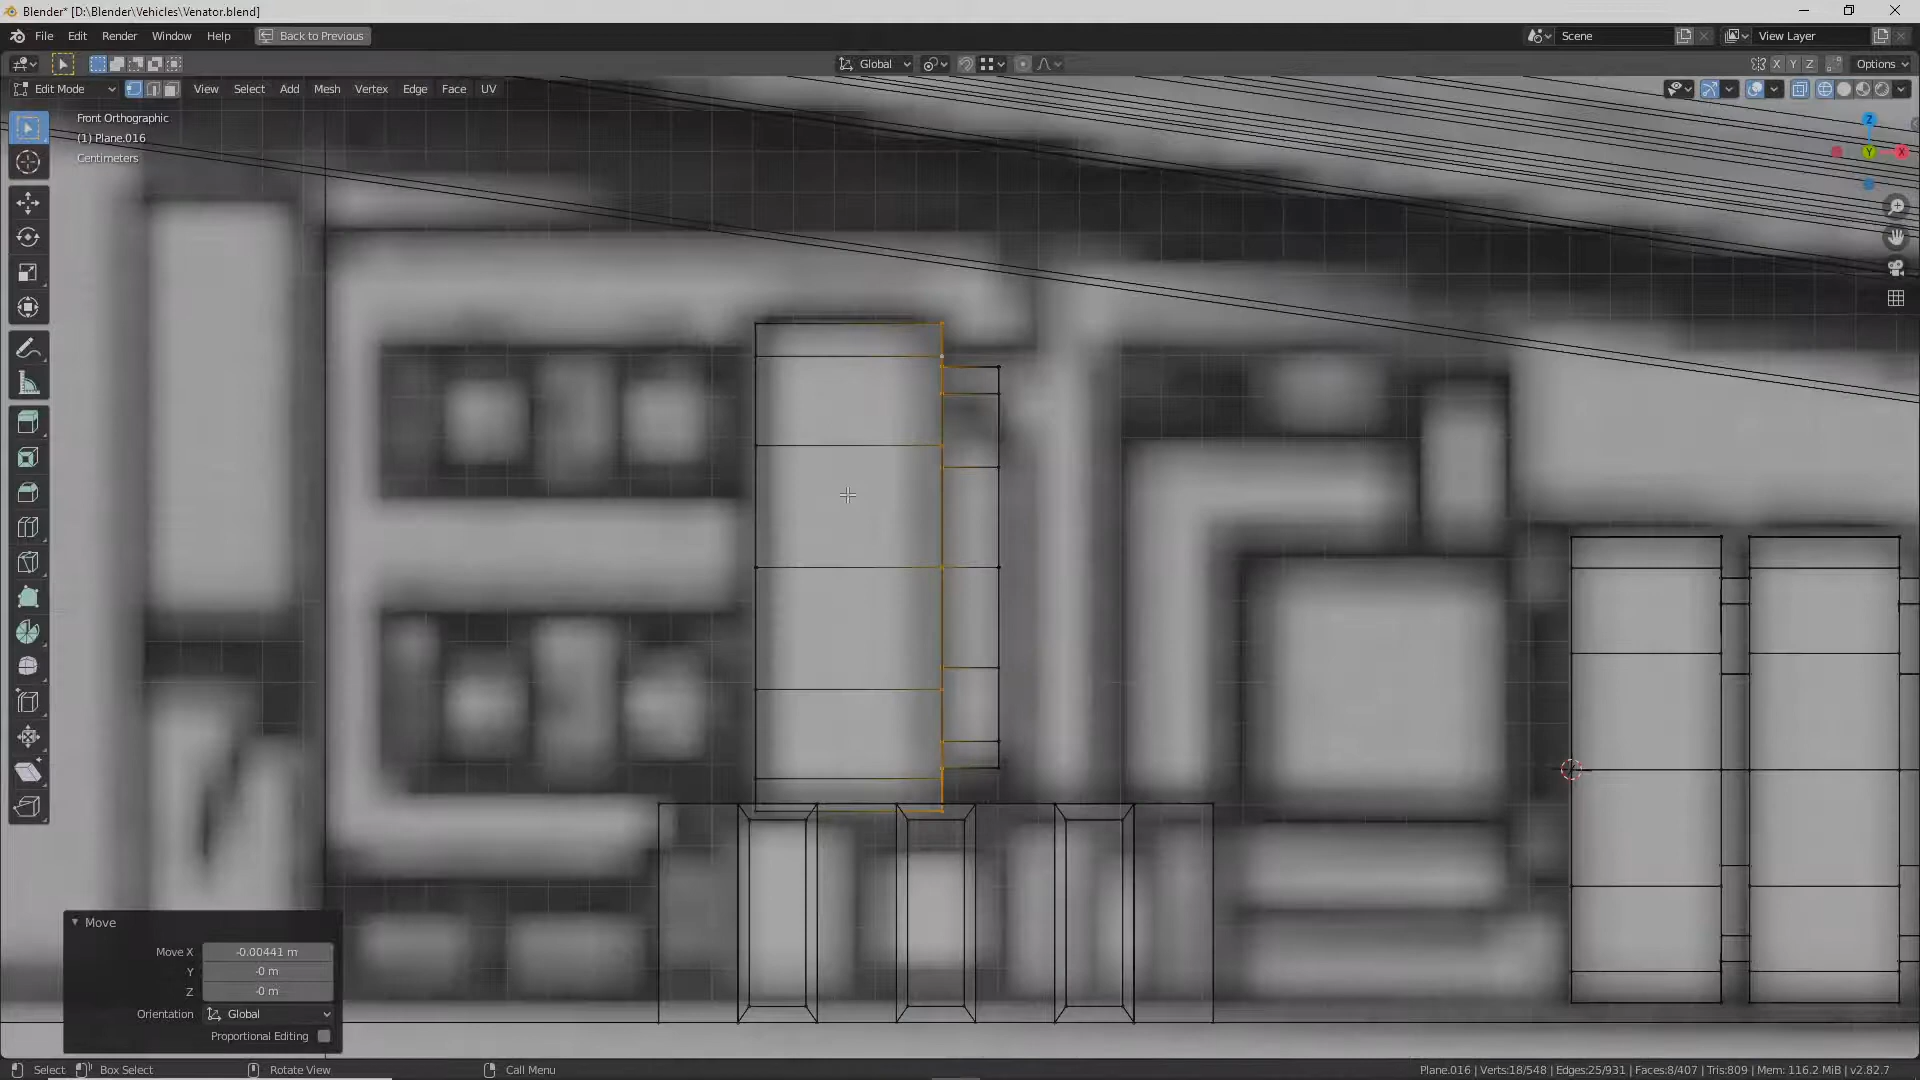 Blender* [D:\Blender\Vehicles\Venator.blend]
File Edit Render Window Help Back to Previous Scene View Layer
Global X Y Z Options
Edit Mode View Select Add Mesh Vertex Edge Face UV
Front Orthographic
(1) Plane.016
Centimeters
Z
Y X
Move
Move X -0.00441 m
Y -0 m
Z -0 m
Orientation Global
Proportional Editing
Select Box Select Rotate View Call Menu Plane.016 | Verts:18/548 | Edges:25/931 | Faces:8/407 | Tris:809 | Mem: 116.2 MiB | v2.82.7